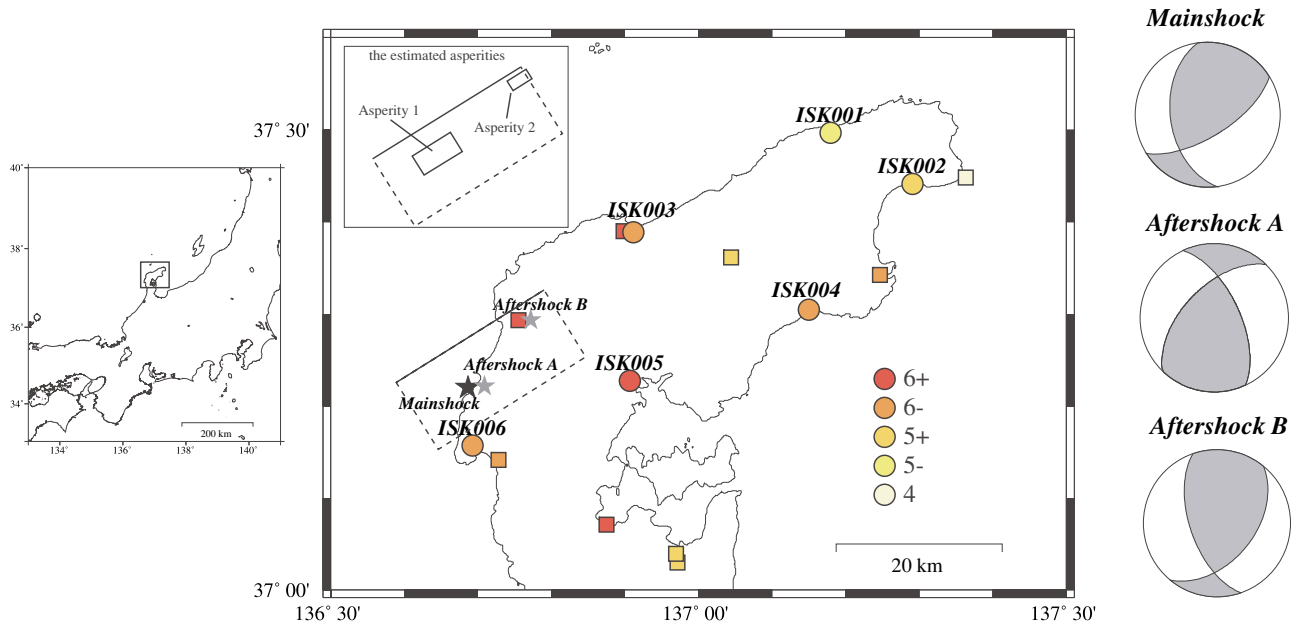 40'
38'
36'
34'
134'
136'
138'
140'
200 km
37° 30'
37° 00'
136° 30'
137° 00'
137° 30'
the estimated asperities
Asperity 1
Asperity 2
ISK001
ISK002
ISK003
ISK004
Aftershock B
Aftershock A
Mainshock
ISK005
ISK006
6+
6-
5+
5-
4
20 km
Mainshock
Aftershock A
Aftershock B